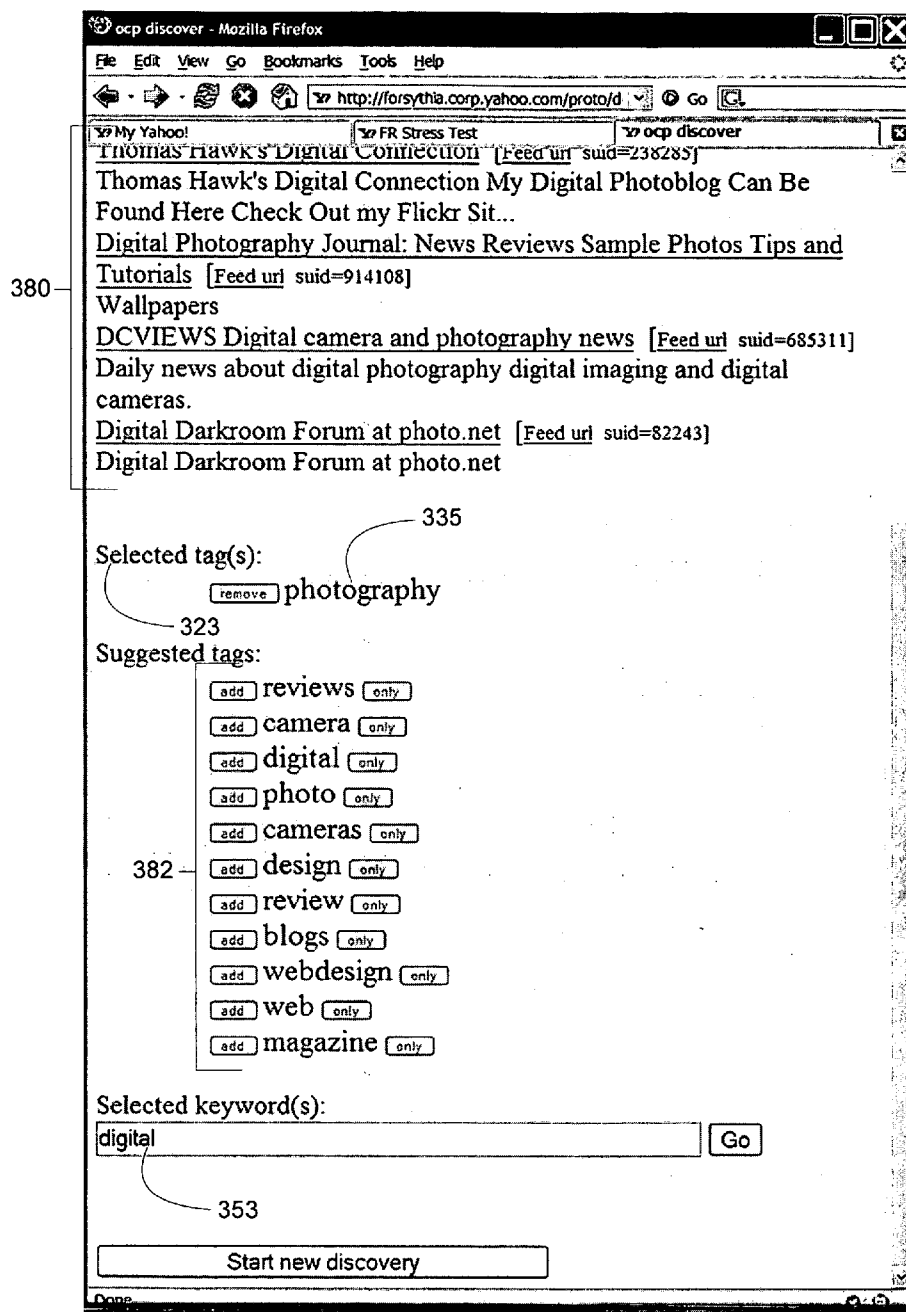 ocp discover - Mozilla Firefox
File Edit View Go Bookmarks Tools Help
http://forsythia.corp.yahoo.com/proto/d Go
My Yahoo! FR Stress Test ocp discover
Thomas Hawk's Digital Connection [Feed url suid=238285]
Thomas Hawk's Digital Connection My Digital Photoblog Can Be
Found Here Check Out my Flickr Sit...
Digital Photography Journal: News Reviews Sample Photos Tips and
Tutorials [Feed url suid=914108]
380
Wallpapers
DCVIEWS Digital camera and photography news [Feed url suid=685311]
Daily news about digital photography digital imaging and digital
cameras.
Digital Darkroom Forum at photo.net [Feed url suid=82243]
Digital Darkroom Forum at photo.net
335
Selected tag(s):
remove photography
323
Suggested tags:
add reviews only
add camera only
add digital only
add photo only
add cameras only
382 add design only
add review only
add blogs only
add webdesign only
add web only
add magazine only
Selected keyword(s):
digital Go
353
Start new discovery
Done